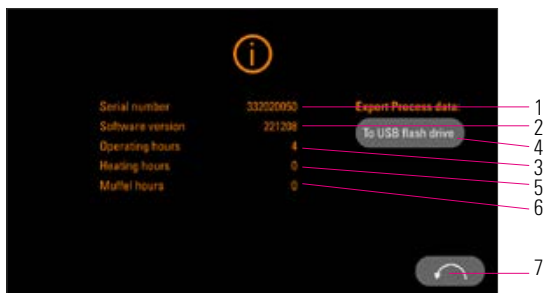 i
Serial number 332020050 Export Process data: 1
Software version 221208 To USB flash drive 2
4
Operating hours 4 3
Heating hours 0 5
Muffel hours 0 6
7